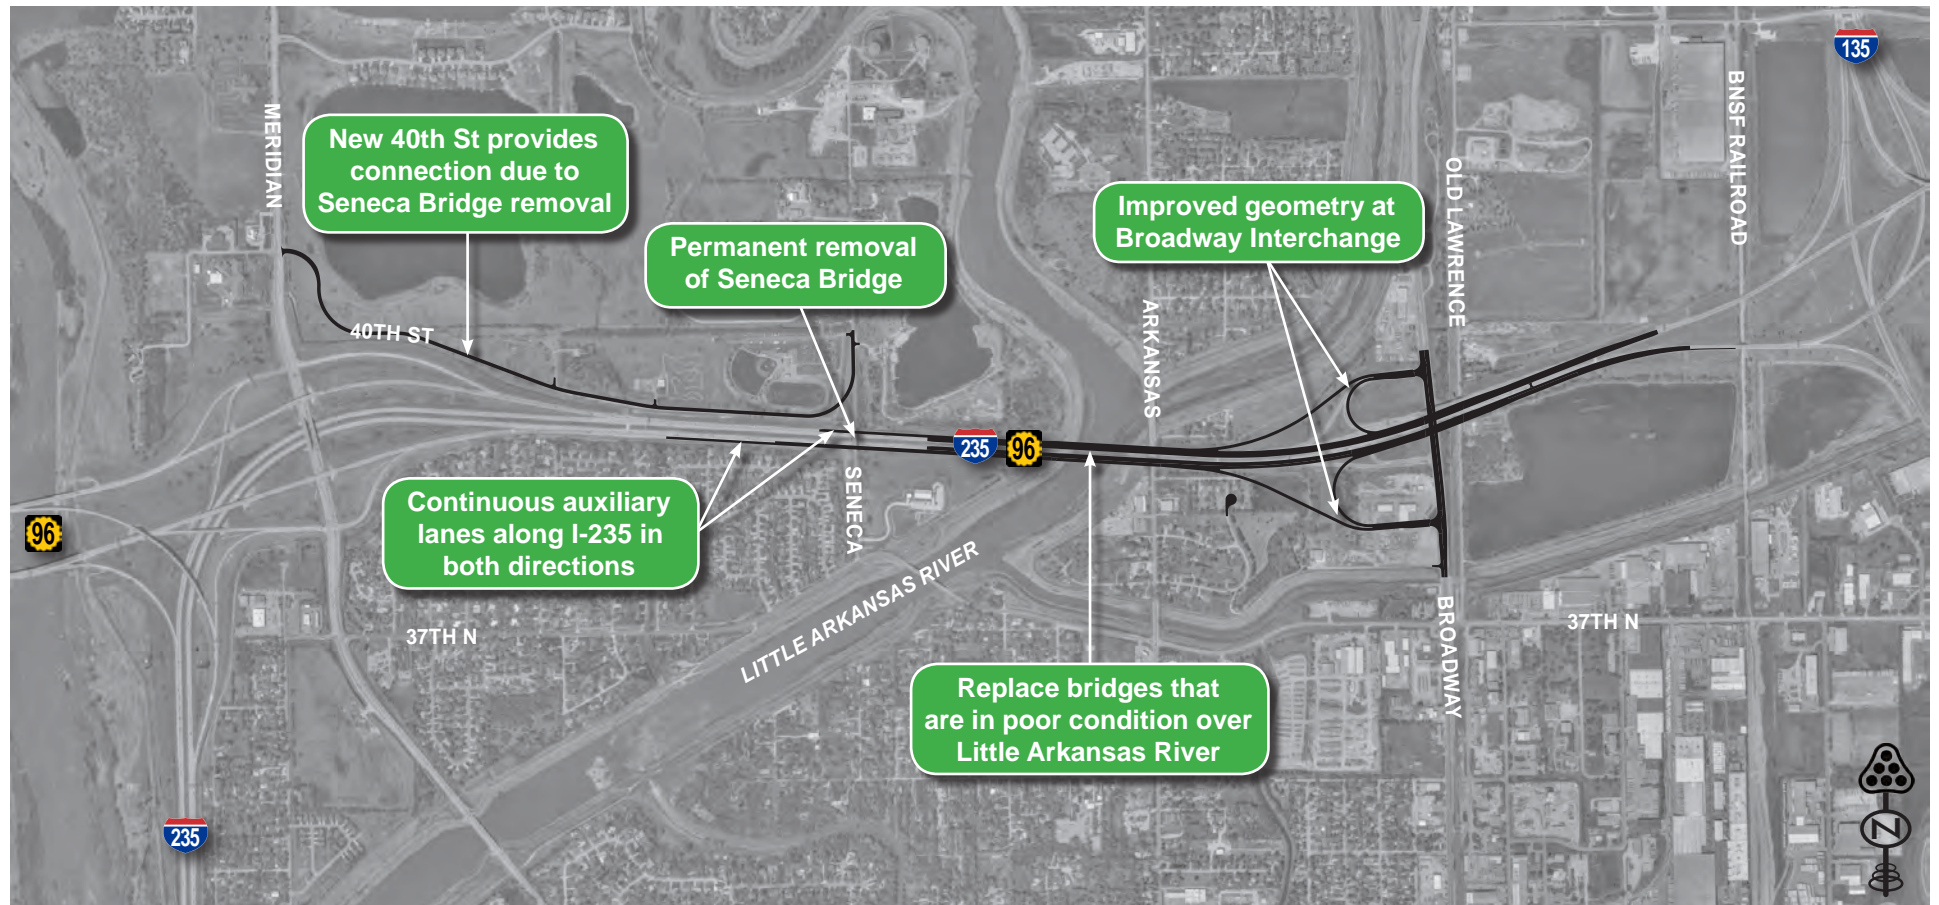 135
MERIDIAN
New 40th St provides
connection due to
Seneca Bridge removal
BNSF RAILROAD
OLD LAWRENCE
Improved geometry at
Broadway Interchange
Permanent removal
of Seneca Bridge
ARKANSAS
40TH ST
235
96
SENECA
Continuous auxiliary
lanes along I-235 in
both directions
96
LITTLE ARKANSAS RIVER
37TH N
37TH N
BROADWAY
Replace bridges that
are in poor condition over
Little Arkansas River
235
N